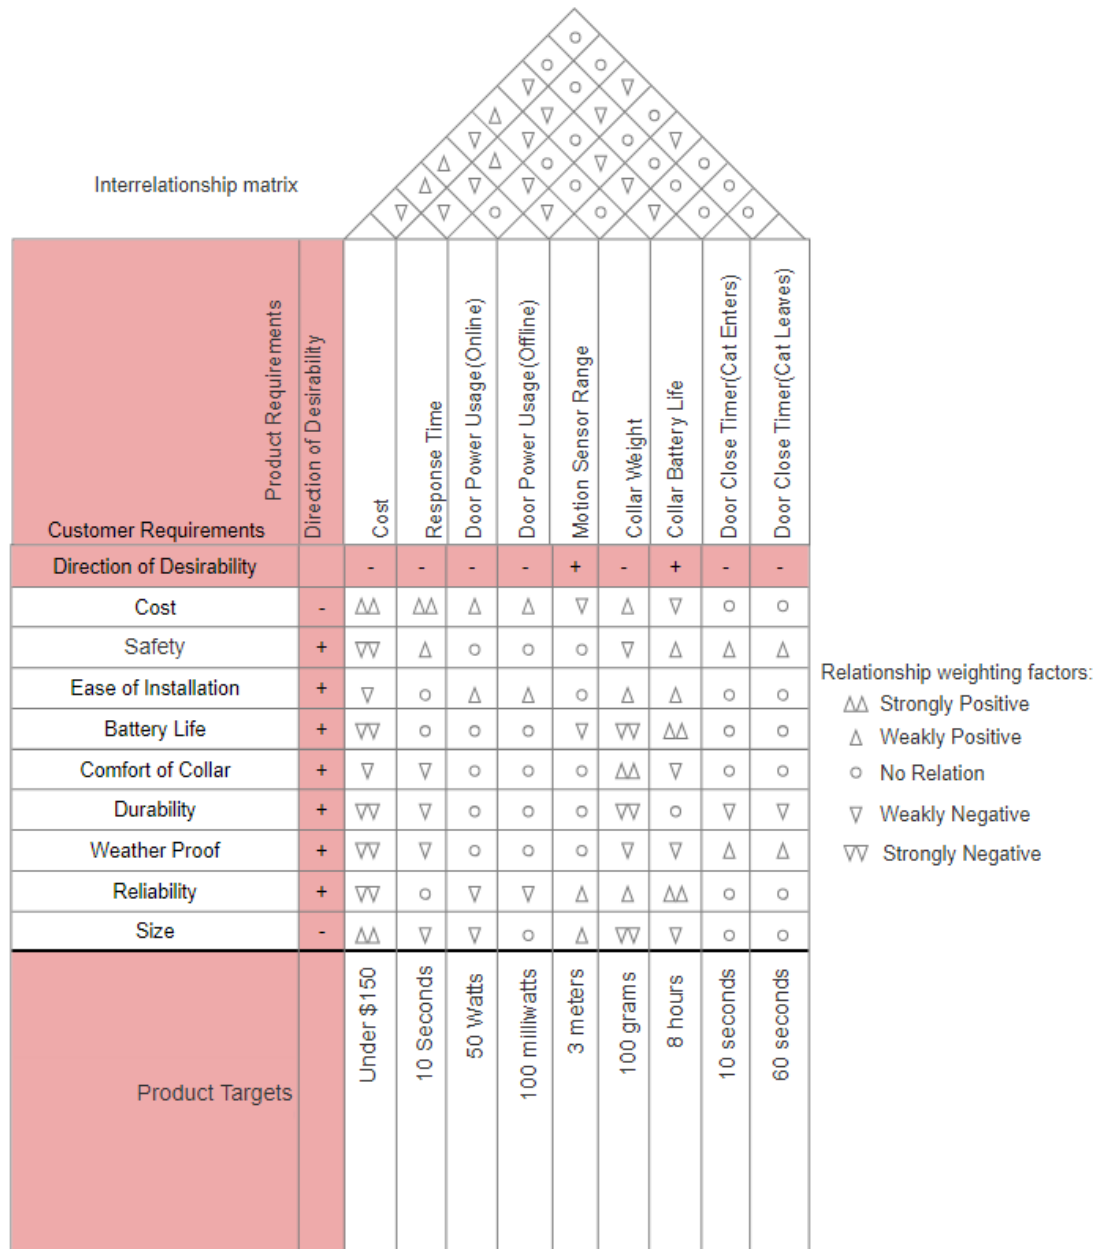 Interrelationship matrix
Product Requirements
Direction of Desirability
Customer Requirements
Cost
Response Time
Door Power Usage(Online)
Door Power Usage(Offline)
Motion Sensor Range
Collar Weight
Collar Battery Life
Door Close Timer(Cat Enters)
Door Close Timer(Cat Leaves)
Direction of Desirability - - - - + - + - -
Cost - △△ △△ △ △ ▽ △ ▽ ○ ○
Safety + ▽▽ △ ○ ○ ○ ▽ △ △ △
Ease of Installation + ▽ ○ △ △ ○ △ △ ○ ○
Battery Life + ▽▽ ○ ○ ○ ▽ ▽▽ △△ ○ ○
Comfort of Collar + ▽ ▽ ○ ○ ○ △△ ▽ ○ ○
Durability + ▽▽ ▽ ○ ○ ○ ▽▽ ○ ▽ ▽
Weather Proof + ▽▽ ▽ ○ ○ ○ ▽ ▽ △ △
Reliability + ▽▽ ○ ▽ ▽ △ △ △△ ○ ○
Size - △△ ▽ ▽ ○ △ ▽▽ ▽ ○ ○
Product Targets
Under $150
10 Seconds
50 Watts
100 milliwatts
3 meters
100 grams
8 hours
10 seconds
60 seconds
Relationship weighting factors:
△△ Strongly Positive
△ Weakly Positive
○ No Relation
▽ Weakly Negative
▽▽ Strongly Negative